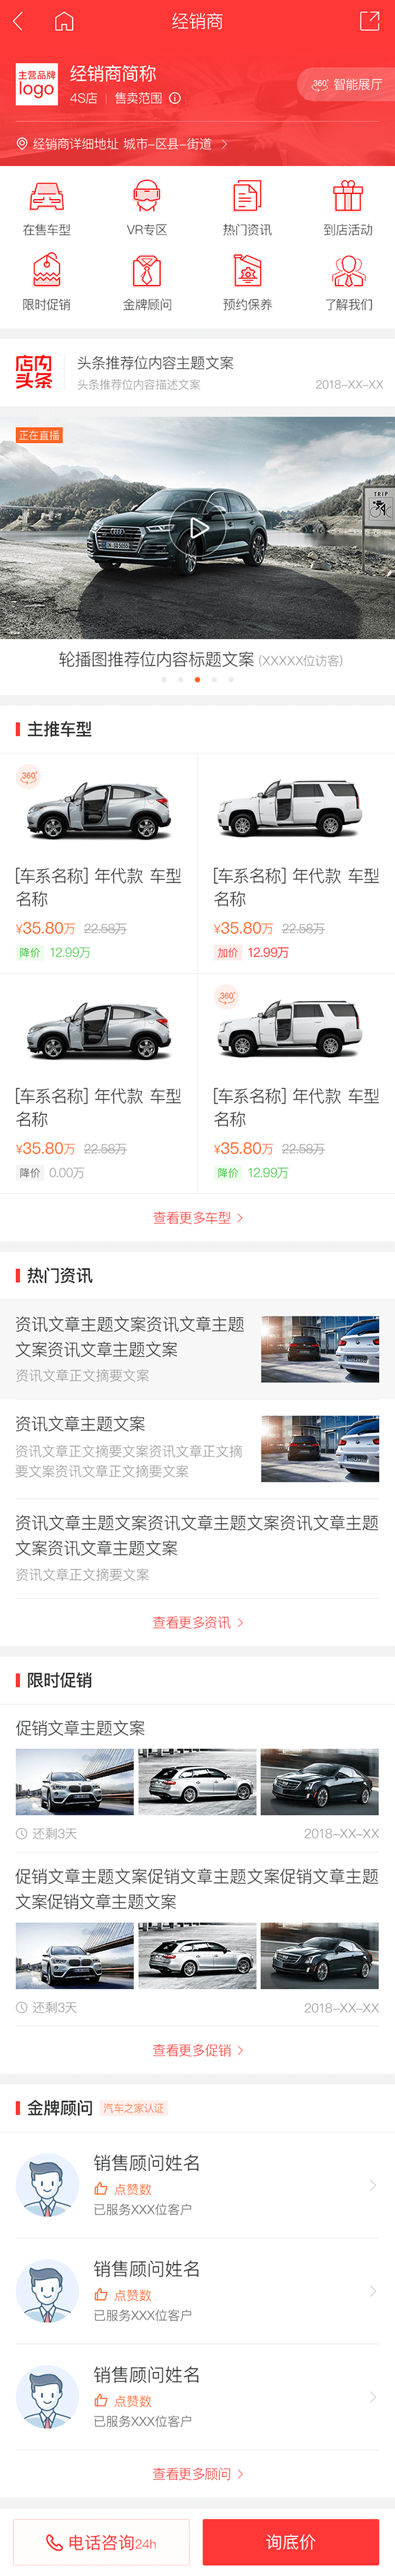 经销商
主营品牌
logo
经销商简称
4S店 | 售卖范围
360°
智能展厅
经销商详细地址 城市-区县-街道
在售车型
VR专区
热门资讯
到店活动
限时促销
金牌顾问
预约保养
了解我们
店内
头条
头条推荐位内容主题文案
头条推荐位内容描述文案
2018-XX-XX
正在直播
TRIP
轮播图推荐位内容标题文案 (XXXXX位访客)
主推车型
360°
[车系名称] 年代款 车型
名称
¥35.80万 22.58万
降价 12.99万
[车系名称] 年代款 车型
名称
¥35.80万 22.58万
加价 12.99万
[车系名称] 年代款 车型
名称
¥35.80万 22.58万
降价 0.00万
360°
[车系名称] 年代款 车型
名称
¥35.80万 22.58万
降价 12.99万
查看更多车型
热门资讯
资讯文章主题文案资讯文章主题
文案资讯文章主题文案
资讯文章正文摘要文案
资讯文章主题文案
资讯文章正文摘要文案资讯文章正文摘
要文案资讯文章正文摘要文案
资讯文章主题文案资讯文章主题文案资讯文章主题
文案资讯文章主题文案
资讯文章正文摘要文案
查看更多资讯
限时促销
促销文章主题文案
还剩3天
2018-XX-XX
促销文章主题文案促销文章主题文案促销文章主题
文案促销文章主题文案
还剩3天
2018-XX-XX
查看更多促销
金牌顾问 汽车之家认证
销售顾问姓名
点赞数
已服务XXX位客户
销售顾问姓名
点赞数
已服务XXX位客户
销售顾问姓名
点赞数
已服务XXX位客户
查看更多顾问
电话咨询24h
询底价